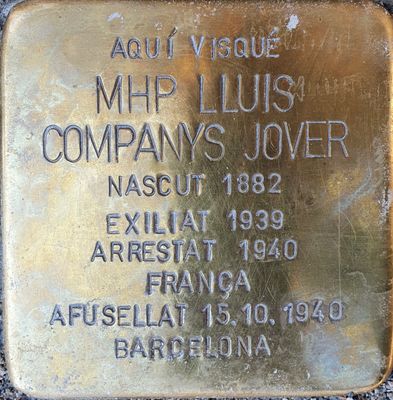 AQUÍ VISQUÉ
MHP LLUIS
COMPANYS JOVER
NASCUT 1882
EXILIAT 1939
ARRESTAT 1940
FRANÇA
AFUSELLAT 15.10.1940
BARCELONA